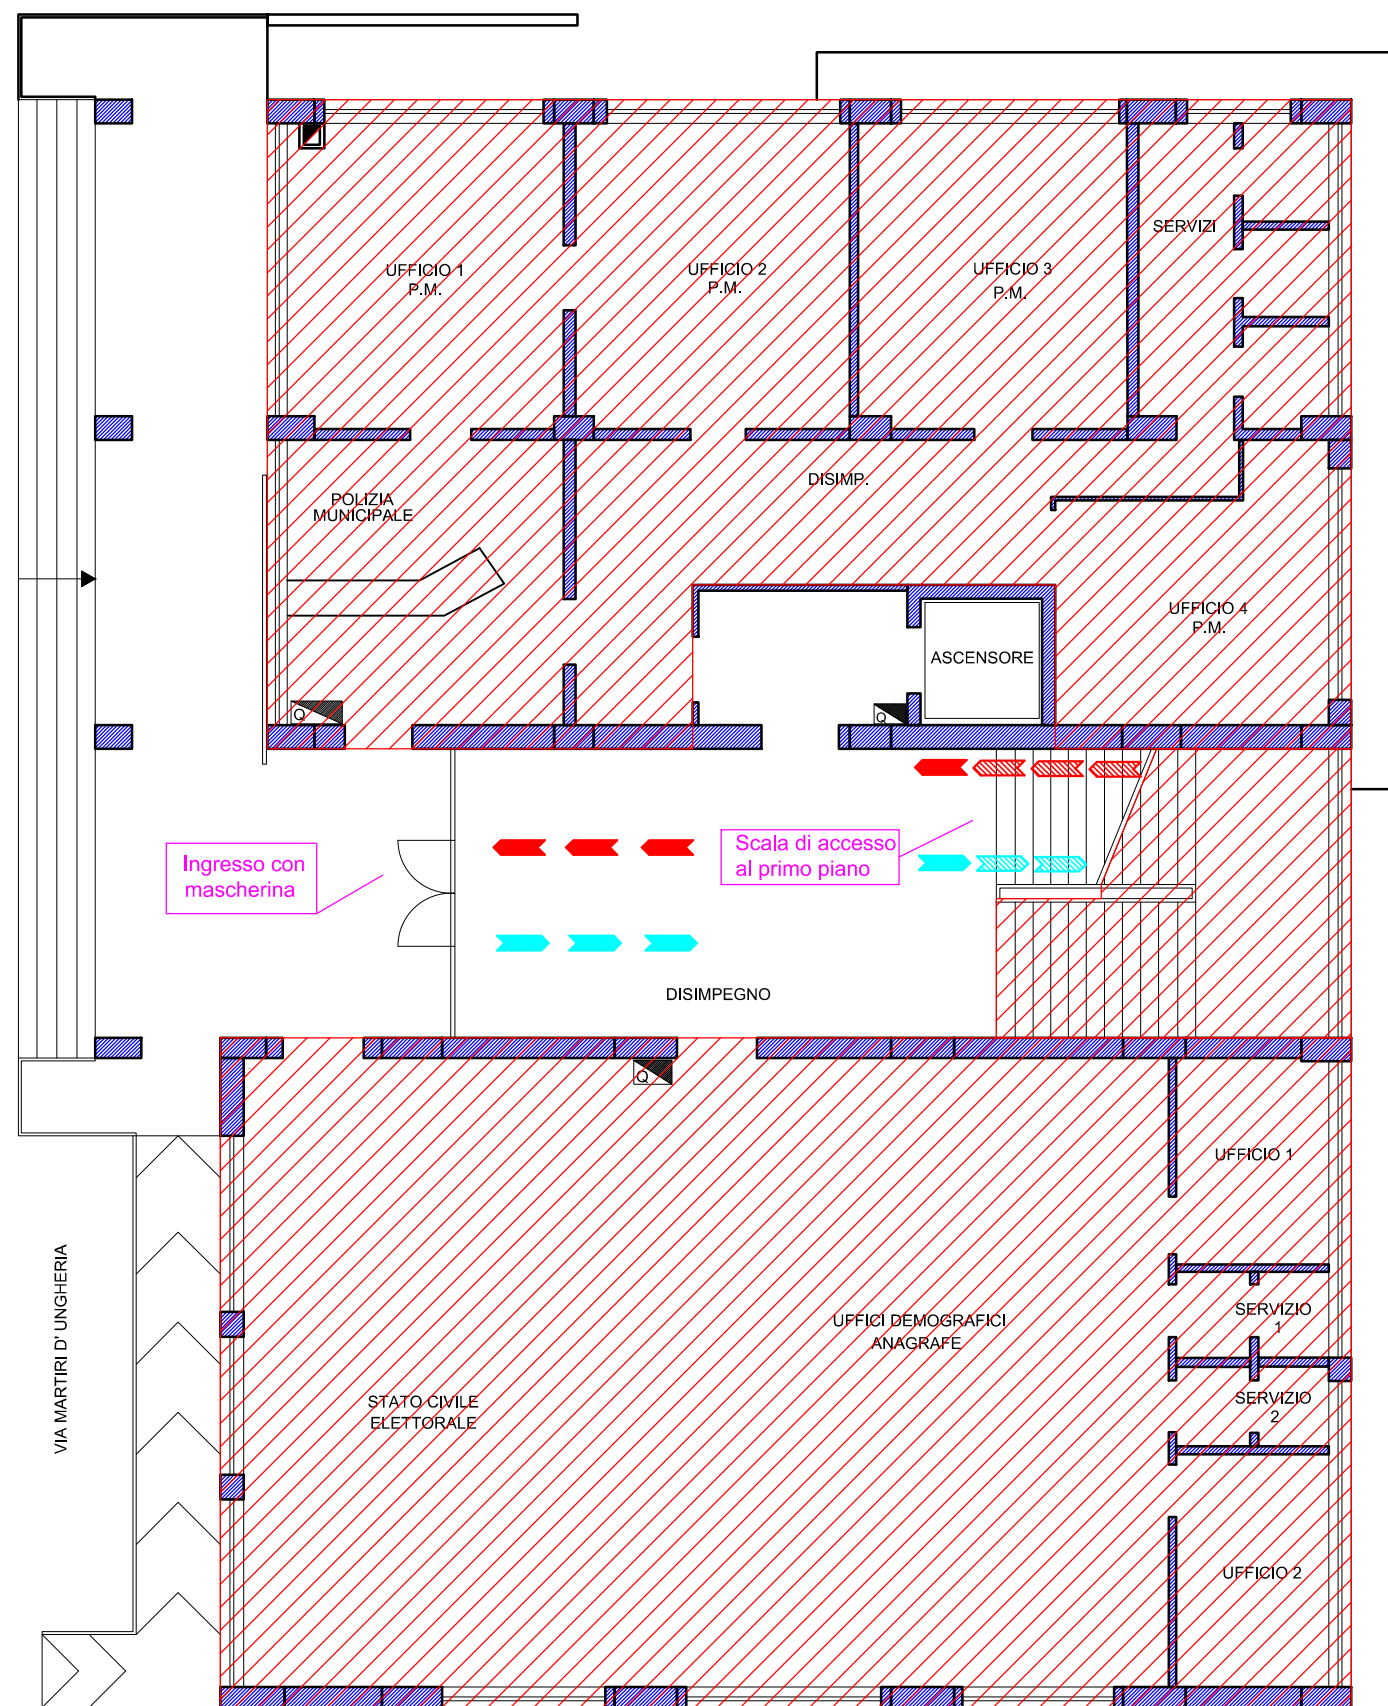 SERVIZI
UFFICIO 1
P.M.
UFFICIO 2
P.M.
UFFICIO 3
P.M.
DISIMP.
POLIZIA
MUNICIPALE
UFFICIO 4
P.M.
ASCENSORE
Q
Q
Ingresso con
mascherina
Scala di accesso
al primo piano
DISIMPEGNO
Q
UFFICIO 1
VIA MARTIRI D' UNGHERIA
UFFICI DEMOGRAFICI
ANAGRAFE
SERVIZIO
1
STATO CIVILE
ELETTORALE
SERVIZIO
2
UFFICIO 2